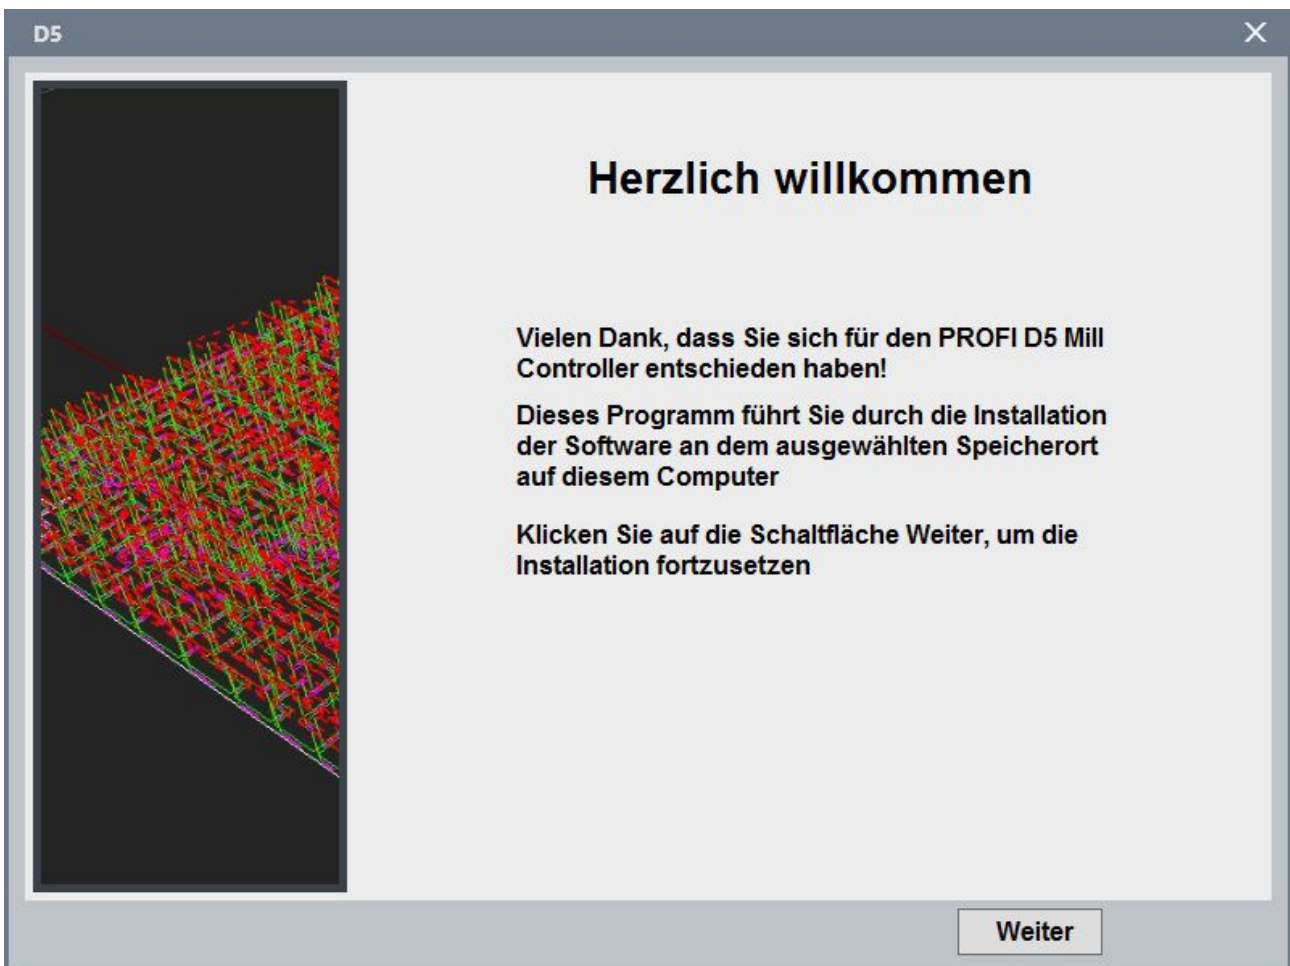 D5
Herzlich willkommen
Vielen Dank, dass Sie sich für den PROFI D5 Mill
Controller entschieden haben!
Dieses Programm führt Sie durch die Installation
der Software an dem ausgewählten Speicherort
auf diesem Computer
Klicken Sie auf die Schaltfläche Weiter, um die
Installation fortzusetzen
Weiter